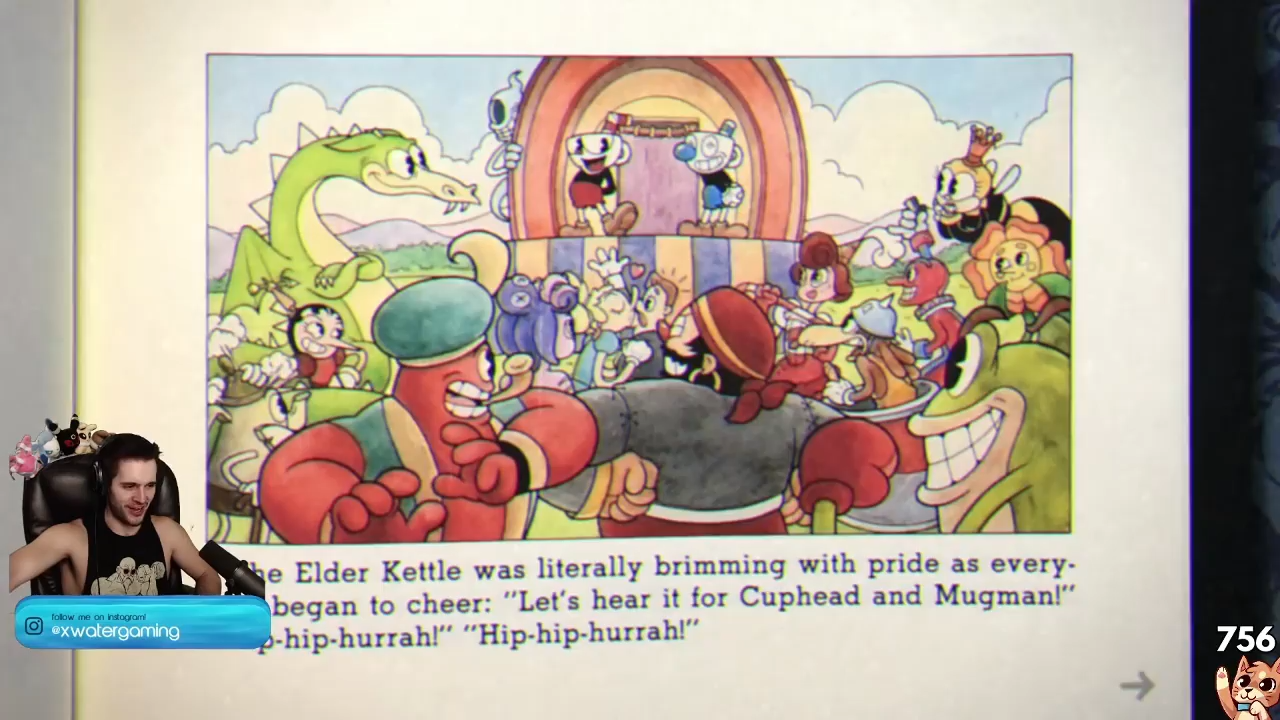 he Elder Kettle was literally brimming with pride as every-
began to cheer: "Let's hear it for Cuphead and Mugman!"
p-hip-hurrah!" "Hip-hip-hurrah!"
follow me on instagram!
@xwatergaming
756